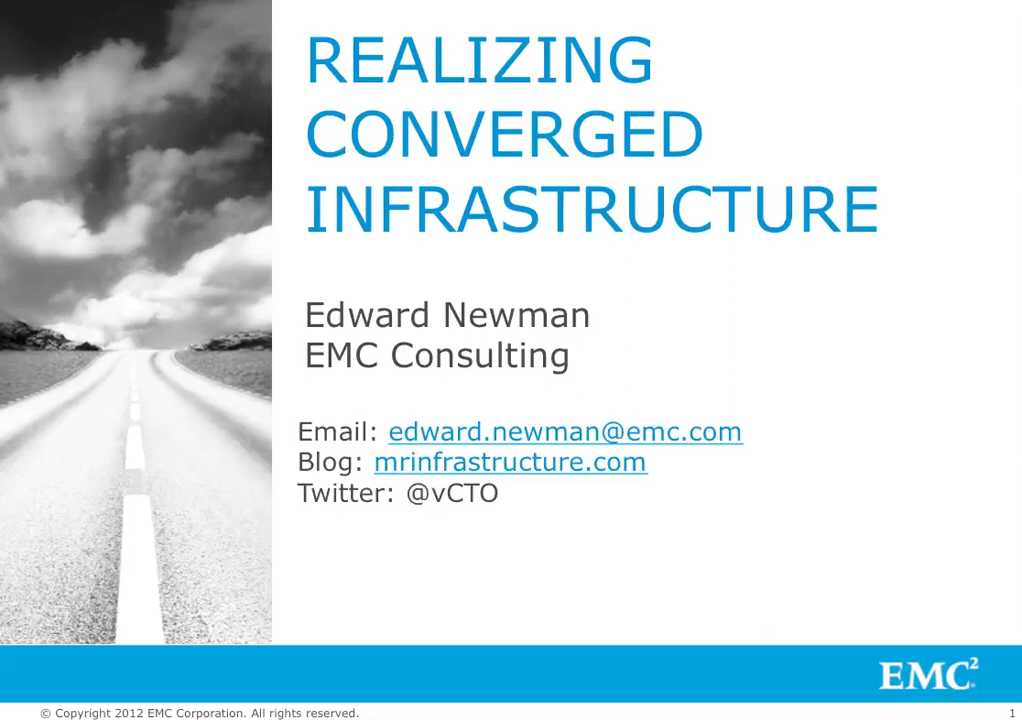 REALIZING
CONVERGED
INFRASTRUCTURE
Edward Newman
EMC Consulting
Email: edward.newman@emc.com
Blog: mrinfrastructure.com
Twitter: @vCTO
EMC²
© Copyright 2012 EMC Corporation. All rights reserved.
1